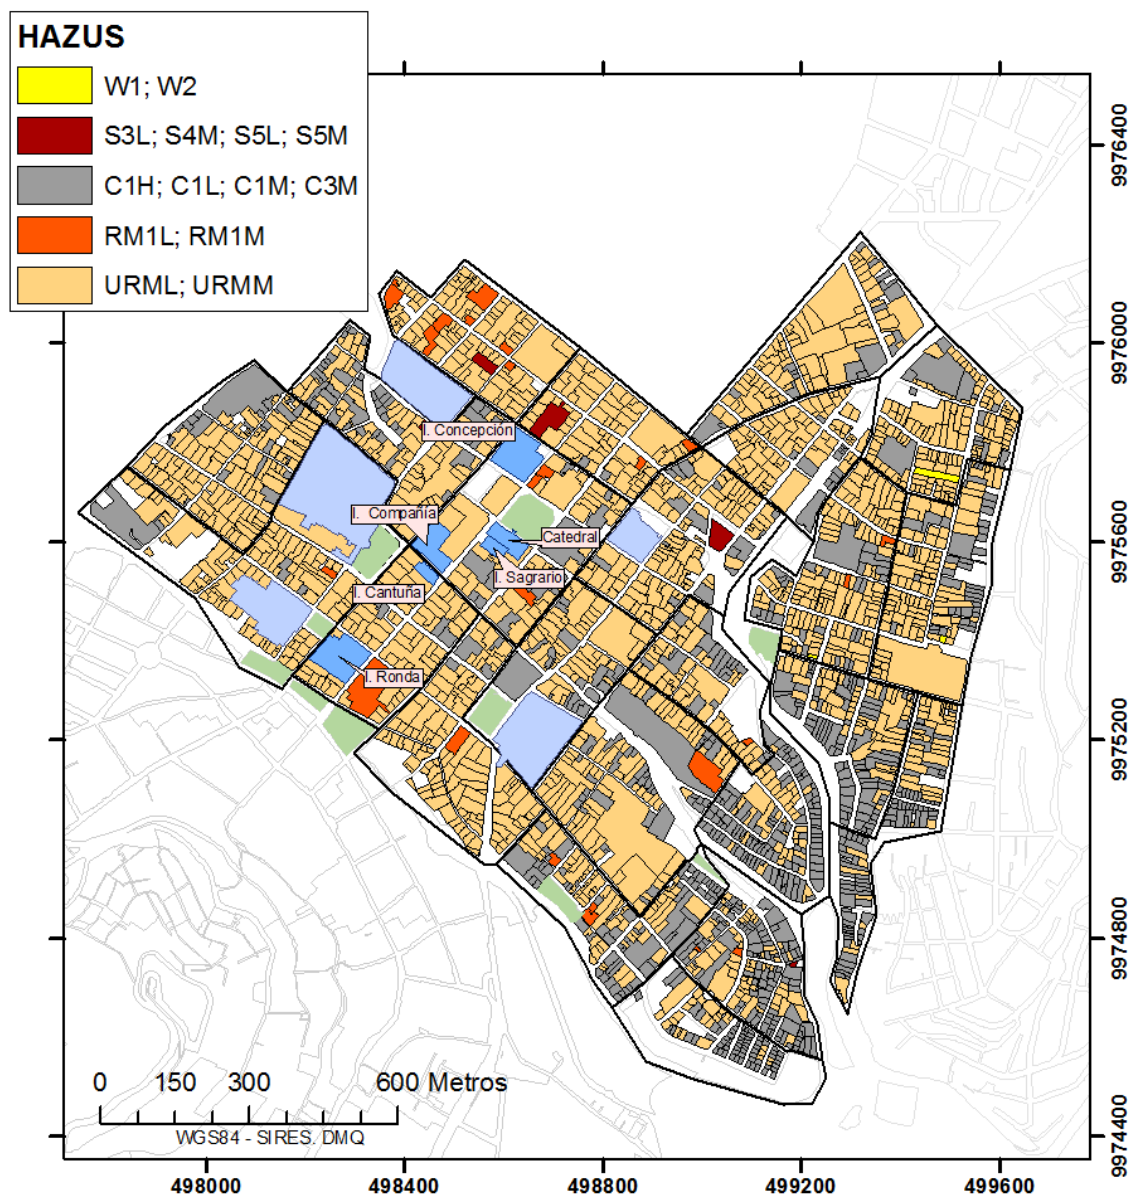 HAZUS
W1; W2
S3L; S4M; S5L; S5M
C1H; C1L; C1M; C3M
RM1L; RM1M
URML; URMM
9976400
9976000
9975600
9975200
9974800
9974400
I. Concepción
I. Compañía
Catedral
I. Sagrario
I. Cantuña
I. Ronda
0 150 300 600 Metros
WGS84 - SIRES. DMQ
498000 498400 498800 499200 499600